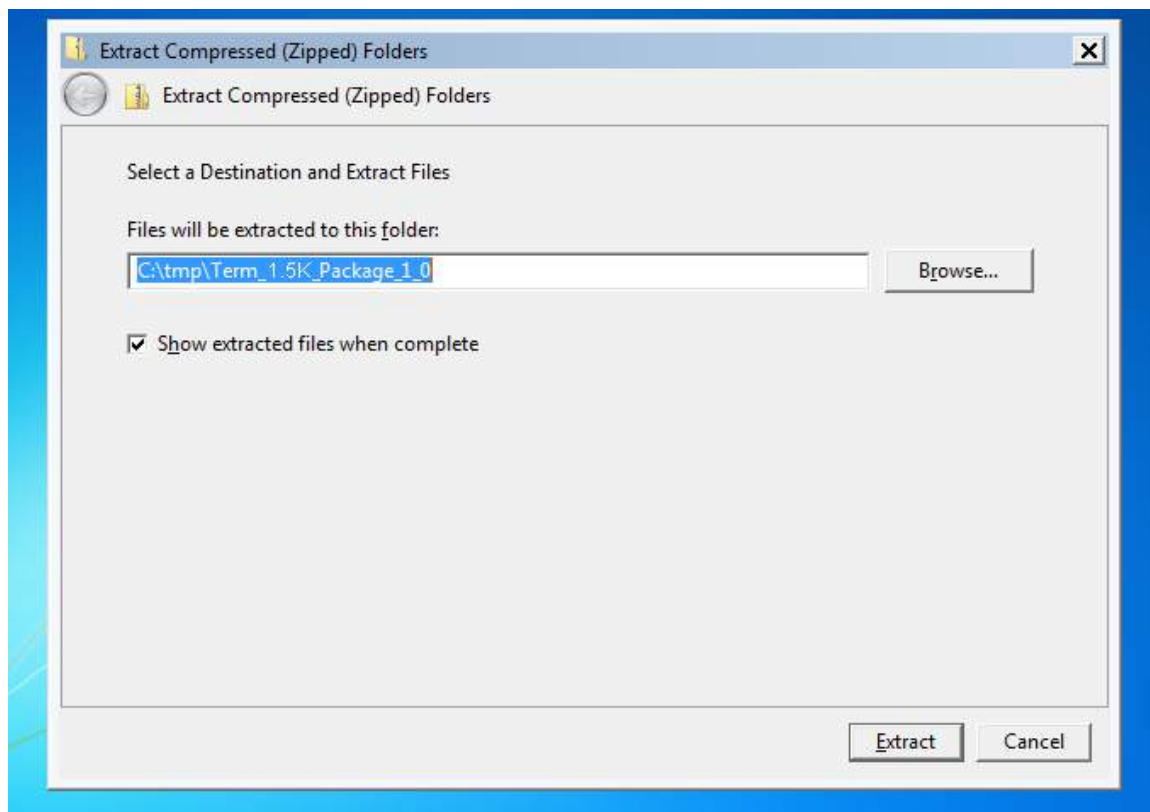 Extract Compressed (Zipped) Folders
Extract Compressed (Zipped) Folders
Select a Destination and Extract Files
Files will be extracted to this folder:
C:\tmp\Term_1.5K_Package_1_0
Browse...
Show extracted files when complete
Extract Cancel